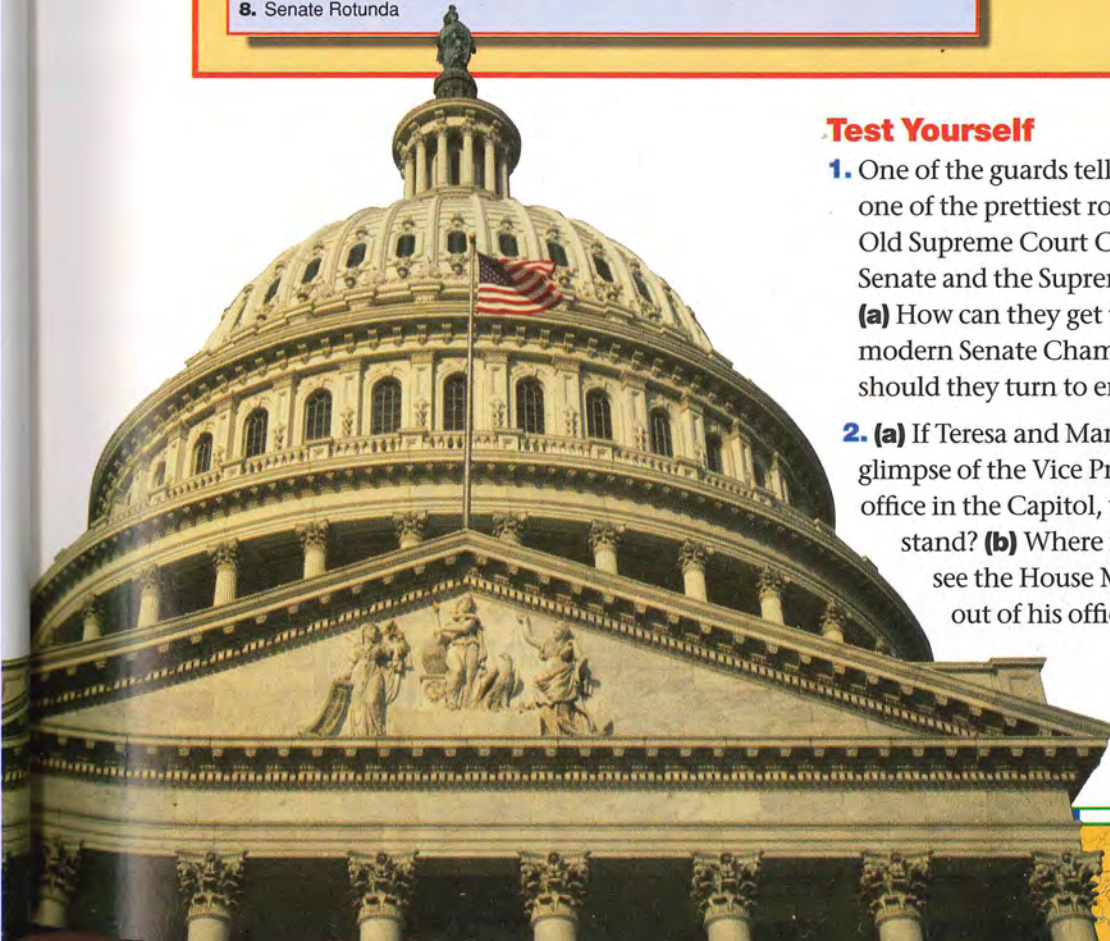 8. Senate Rotunda
Test Yourself
1. One of the guards tell
one of the prettiest ro
Old Supreme Court C
Senate and the Suprem
(a) How can they get
modern Senate Cham
should they turn to e
2. (a) If Teresa and Mar
glimpse of the Vice Pr
office in the Capitol,
stand? (b) Where
see the House M
out of his offi